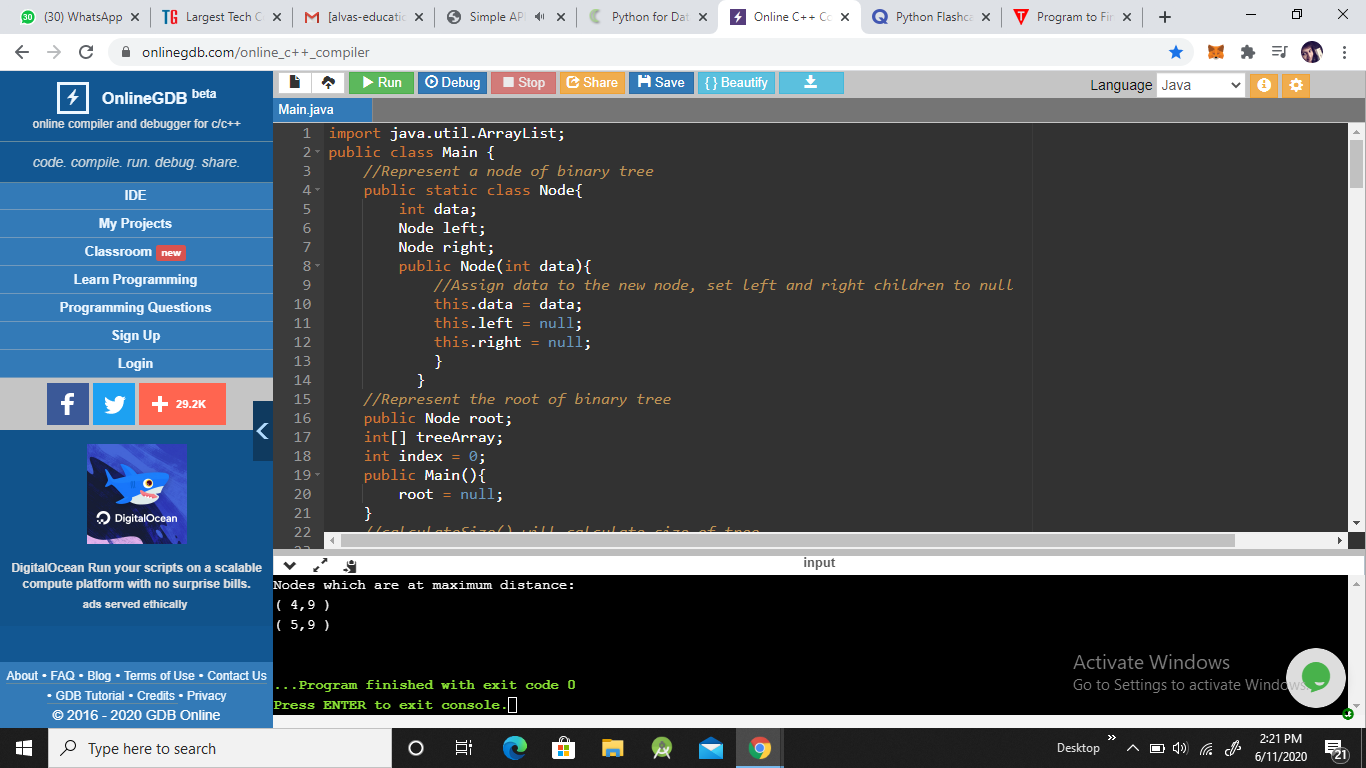 (30) WhatsApp
Largest Tech C
[alvas-educatio
Simple AP
Python for Dat
Online C++ Co
Python Flashca
Program to Fin
onlinegdb.com/online_c++_compiler
OnlineGDB beta
online compiler and debugger for c/c++
code. compile. run. debug. share.
IDE
My Projects
Classroom new
Learn Programming
Programming Questions
Sign Up
Login
f + 29.2K
DigitalOcean
DigitalOcean Run your scripts on a scalable
compute platform with no surprise bills.
ads served ethically
About • FAQ • Blog • Terms of Use • Contact Us
• GDB Tutorial • Credits • Privacy
© 2016 - 2020 GDB Online
Run Debug Stop Share Save { } Beautify
Language Java
Main.java
1 import java.util.ArrayList;
2 public class Main {
3 //Represent a node of binary tree
4 public static class Node{
5 int data;
6 Node left;
7 Node right;
8 public Node(int data){
9 //Assign data to the new node, set left and right children to null
10 this.data = data;
11 this.left = null;
12 this.right = null;
13 }
14 }
15 //Represent the root of binary tree
16 public Node root;
17 int[] treeArray;
18 int index = 0;
19 public Main(){
20 root = null;
21 }
22 //calculateSize() will calculate size of tree
23
input
Nodes which are at maximum distance:
( 4,9 )
( 5,9 )
...Program finished with exit code 0
Press ENTER to exit console.
Activate Windows
Go to Settings to activate Windows.
Type here to search
Desktop
2:21 PM
6/11/2020
21